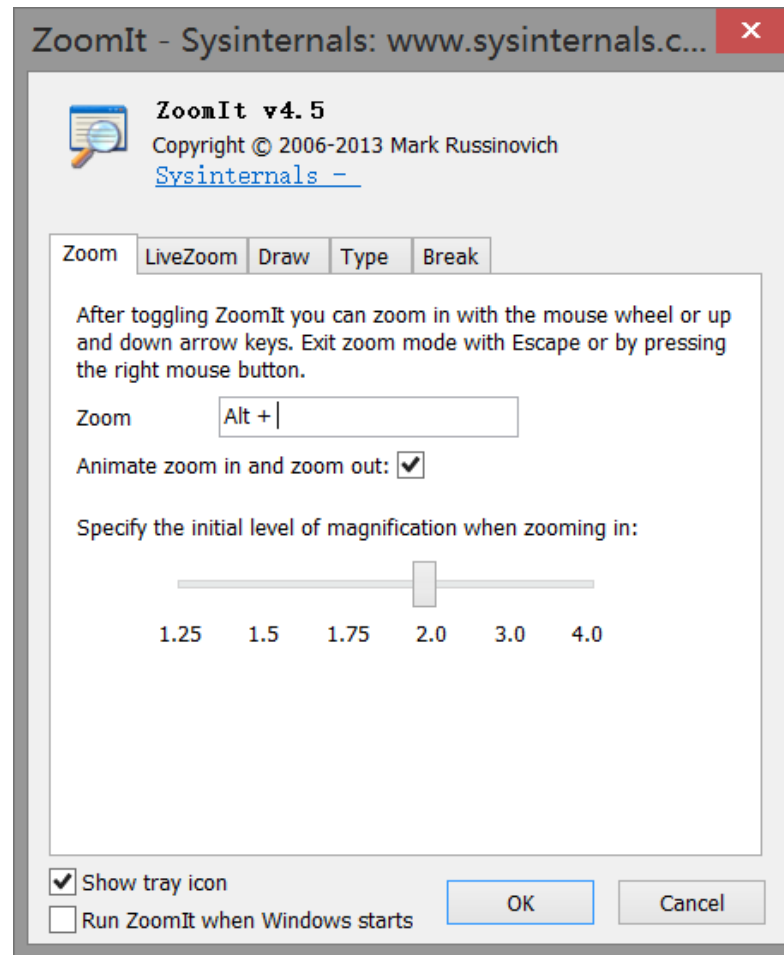 ZoomIt - Sysinternals: www.sysinternals.c...
ZoomIt v4.5
Copyright © 2006-2013 Mark Russinovich
Sysinternals -
Zoom LiveZoom Draw Type Break
After toggling ZoomIt you can zoom in with the mouse wheel or up
and down arrow keys. Exit zoom mode with Escape or by pressing
the right mouse button.
Zoom Alt +
Animate zoom in and zoom out:
Specify the initial level of magnification when zooming in:
1.25 1.5 1.75 2.0 3.0 4.0
Show tray icon
Run ZoomIt when Windows starts
OK Cancel